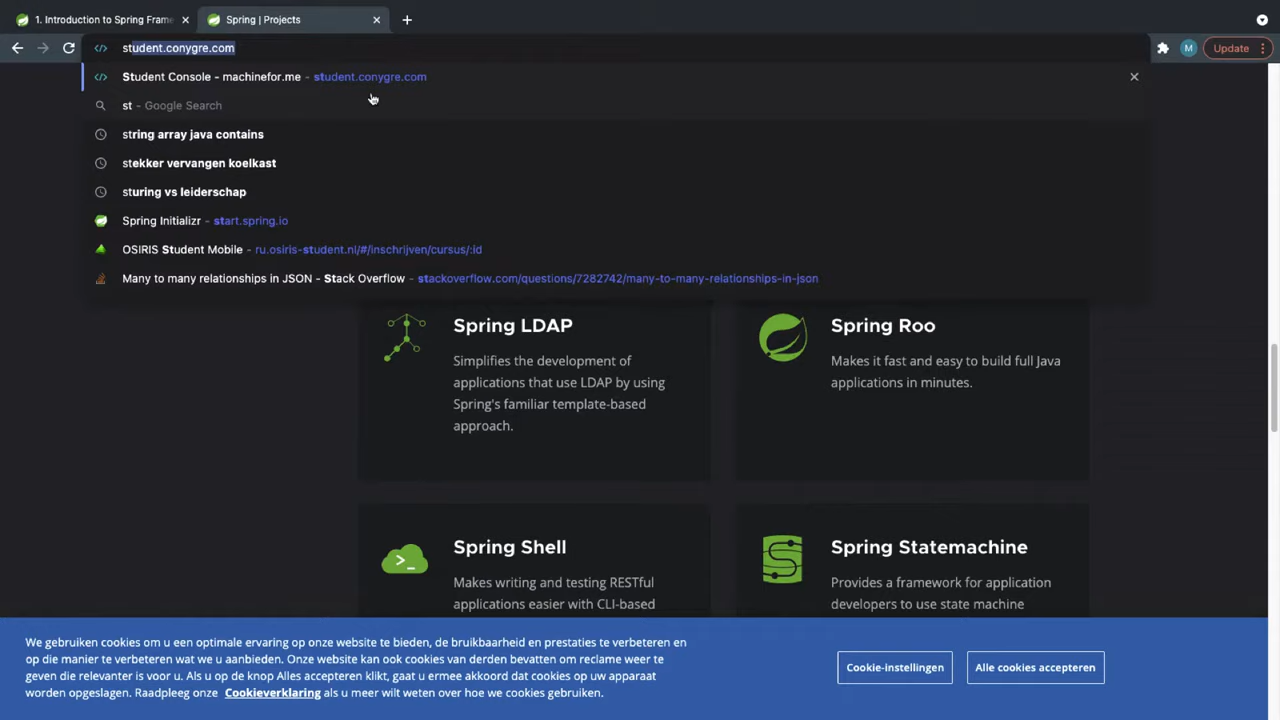 1. Introduction to Spring Frame
Spring | Projects
student.conygre.com
M
Update
Student Console - machinefor.me - student.conygre.com
st - Google Search
string array java contains
stekker vervangen koelkast
sturing vs leiderschap
Spring Initializr - start.spring.io
OSIRIS Student Mobile - ru.osiris-student.nl/#/inschrijven/cursus/:id
Many to many relationships in JSON - Stack Overflow - stackoverflow.com/questions/7282742/many-to-many-relationships-in-json
Spring LDAP
Simplifies the development of
applications that use LDAP by using
Spring's familiar template-based
approach.
Spring Roo
Makes it fast and easy to build full Java
applications in minutes.
Spring Shell
Makes writing and testing RESTful
applications easier with CLI-based
Spring Statemachine
Provides a framework for application
developers to use state machine
We gebruiken cookies om u een optimale ervaring op onze website te bieden, de bruikbaarheid en prestaties te verbeteren en
op die manier te verbeteren wat we u aanbieden. Onze website kan ook cookies van derden bevatten om reclame weer te
geven die relevanter is voor u. Als u op de knop Alles accepteren klikt, gaat u ermee akkoord dat cookies op uw apparaat
worden opgeslagen. Raadpleeg onze Cookieverklaring als u meer wilt weten over hoe we cookies gebruiken.
Cookie-instellingen
Alle cookies accepteren